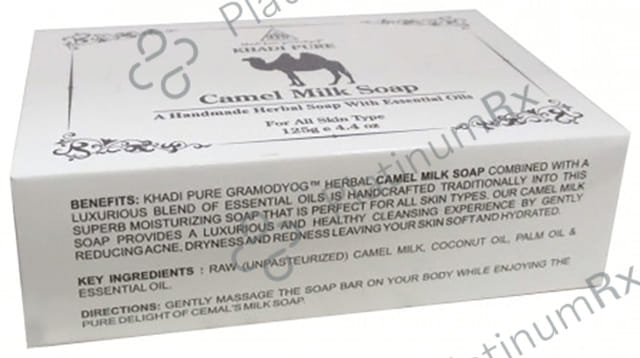 KHADI PURE
Camel Milk Soap
A Handmade Herbal Soap With Essential Oils
For All Skin Type
125g e 4.4 oz
BENEFITS: KHADI PURE GRAMODYOG™ HERBAL CAMEL MILK SOAP COMBINED WITH A
LUXURIOUS BLEND OF ESSENTIAL OILS IS HANDCRAFTED TRADITIONALLY INTO THIS
SUPERB MOISTURIZING SOAP THAT IS PERFECT FOR ALL SKIN TYPES. OUR CAMEL MILK
SOAP PROVIDES A LUXURIOUS AND HEALTHY CLEANSING EXPERIENCE BY GENTLY
REDUCING ACNE, DRYNESS AND REDNESS LEAVING YOUR SKIN SOFT AND HYDRATED.
KEY INGREDIENTS : RAW (UNPASTEURIZED) CAMEL MILK, COCONUT OIL, PALM OIL &
ESSENTIAL OIL.
DIRECTIONS: GENTLY MASSAGE THE SOAP BAR ON YOUR BODY WHILE ENJOYING THE
PURE DELIGHT OF CEMAL'S MILK SOAP.
PlatinumRx
PlatinumRx